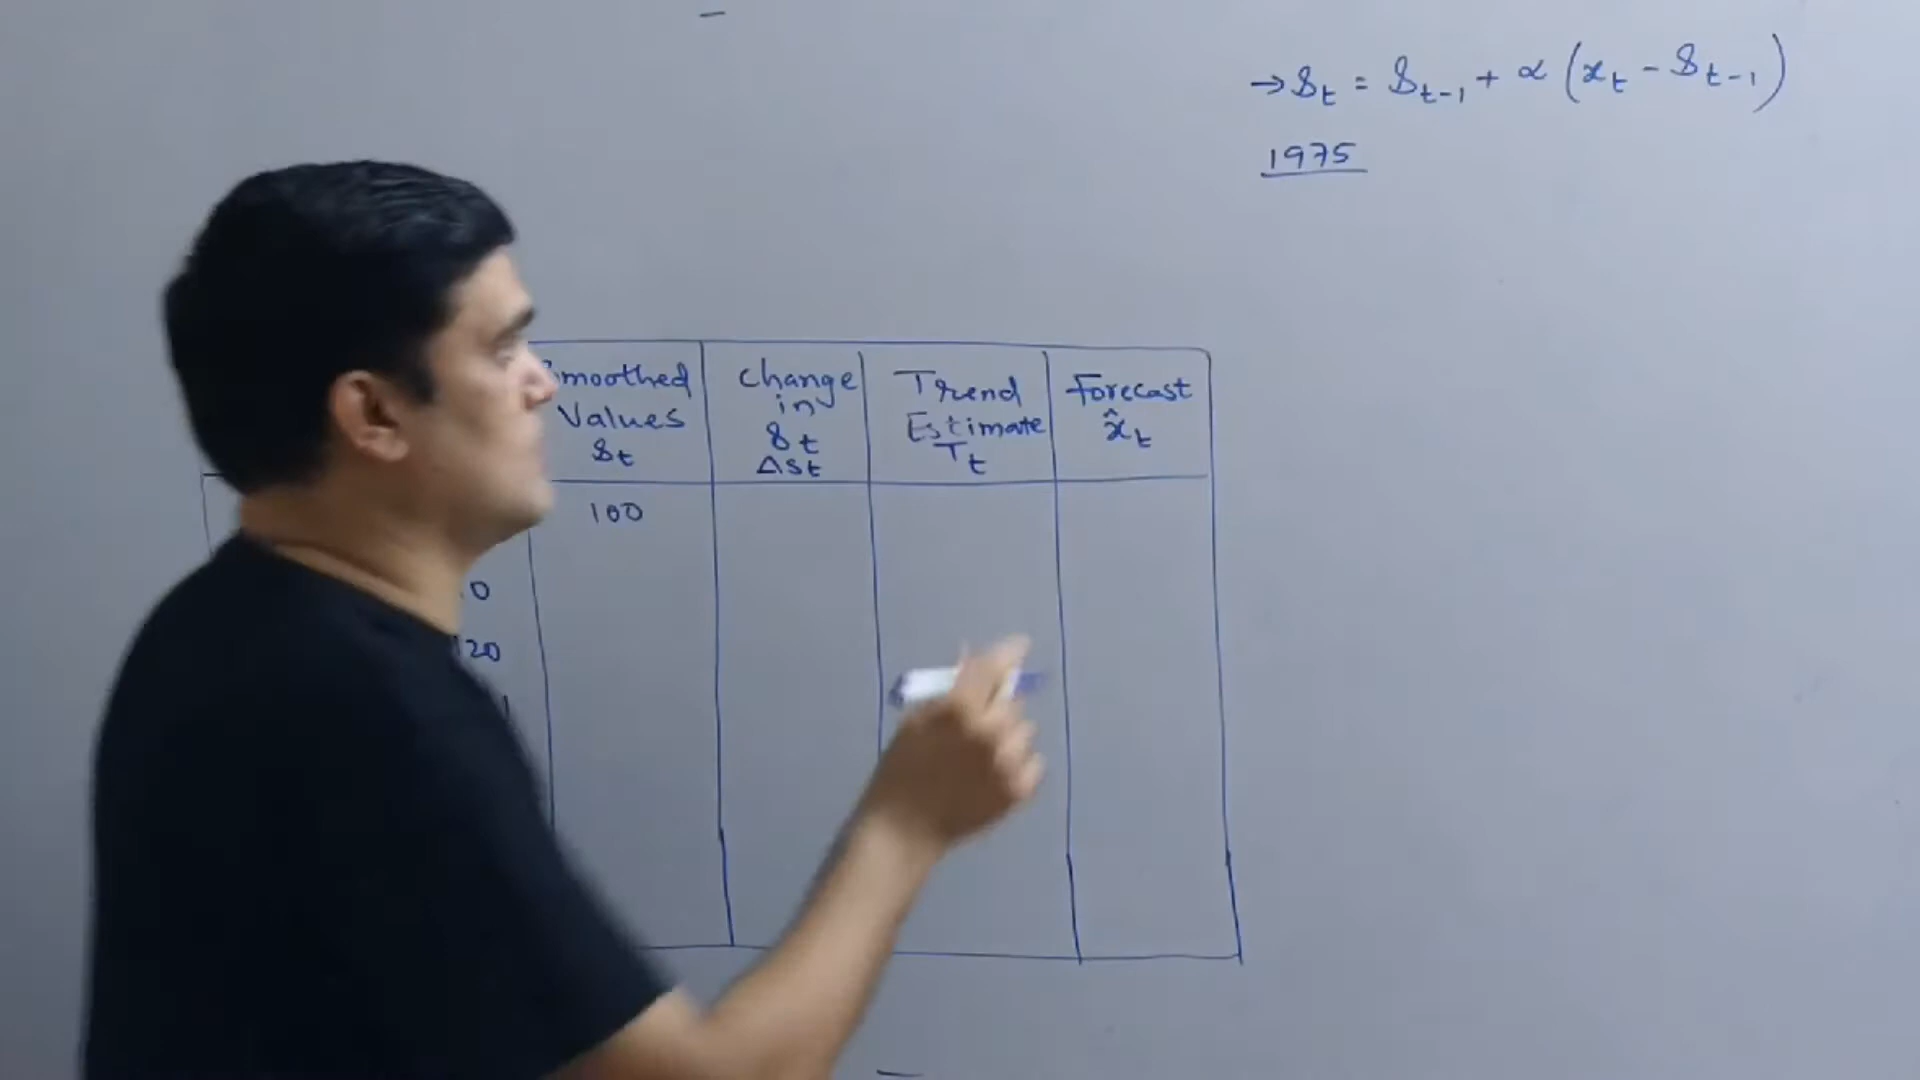 → St = St-1 + α (xt - St-1)
1975
Smoothed Values St
Change in St ΔSt
Trend Estimate Tt
Forecast x̂t
100
0
120